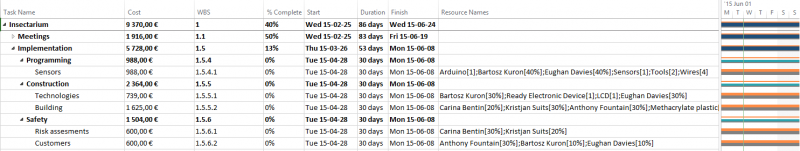 Task Name Cost WBS % Complete Start Duration Finish Resource Names '15 Jun 01
M T W T F S S
Insectarium 9 370,00 € 1 40% Wed 15-02-25 86 days Wed 15-06-24
Meetings 1 916,00 € 1.1 50% Wed 15-02-25 83 days Fri 15-06-19
Implementation 5 728,00 € 1.5 13% Thu 15-03-26 53 days Mon 15-06-08
Programming 988,00 € 1.5.4 0% Tue 15-04-28 30 days Mon 15-06-08
Sensors 988,00 € 1.5.4.1 0% Tue 15-04-28 30 days Mon 15-06-08 Arduino[1];Bartosz Kuron[40%];Eughan Davies[40%];Sensors[1];Tools[2];Wires[4]
Construction 2 364,00 € 1.5.5 0% Tue 15-04-28 30 days Mon 15-06-08
Technologies 739,00 € 1.5.5.1 0% Tue 15-04-28 30 days Mon 15-06-08 Bartosz Kuron[30%];Ready Electronic Device[1];LCD[1];Eughan Davies[30%]
Building 1 625,00 € 1.5.5.2 0% Tue 15-04-28 30 days Mon 15-06-08 Carina Bentin[20%];Kristjan Suits[30%];Anthony Fountain[30%];Methacrylate plastic[
Safety 1 504,00 € 1.5.6 0% Tue 15-04-28 30 days Mon 15-06-08
Risk assesments 600,00 € 1.5.6.1 0% Tue 15-04-28 30 days Mon 15-06-08 Carina Bentin[30%];Kristjan Suits[20%]
Customers 600,00 € 1.5.6.2 0% Tue 15-04-28 30 days Mon 15-06-08 Anthony Fountain[30%];Bartosz Kuron[10%];Eughan Davies[10%]